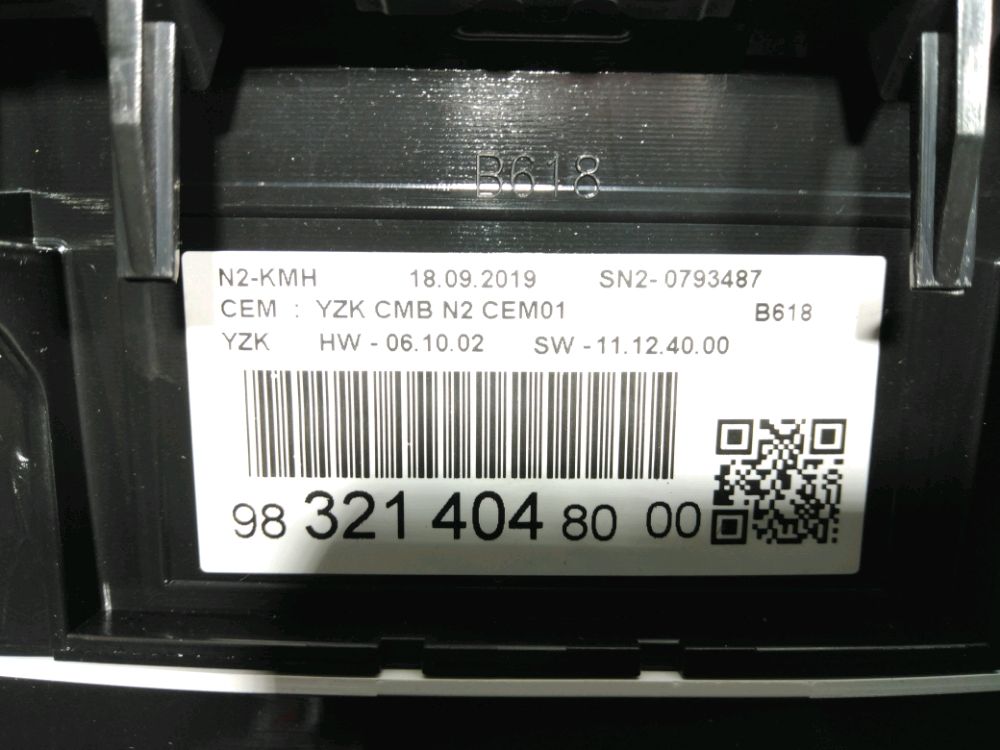 B618
N2-KMH 18.09.2019 SN2- 0793487
CEM : YZK CMB N2 CEM01 B618
YZK HW - 06.10.02 SW -11.12.40.00
98 321 404 80 00